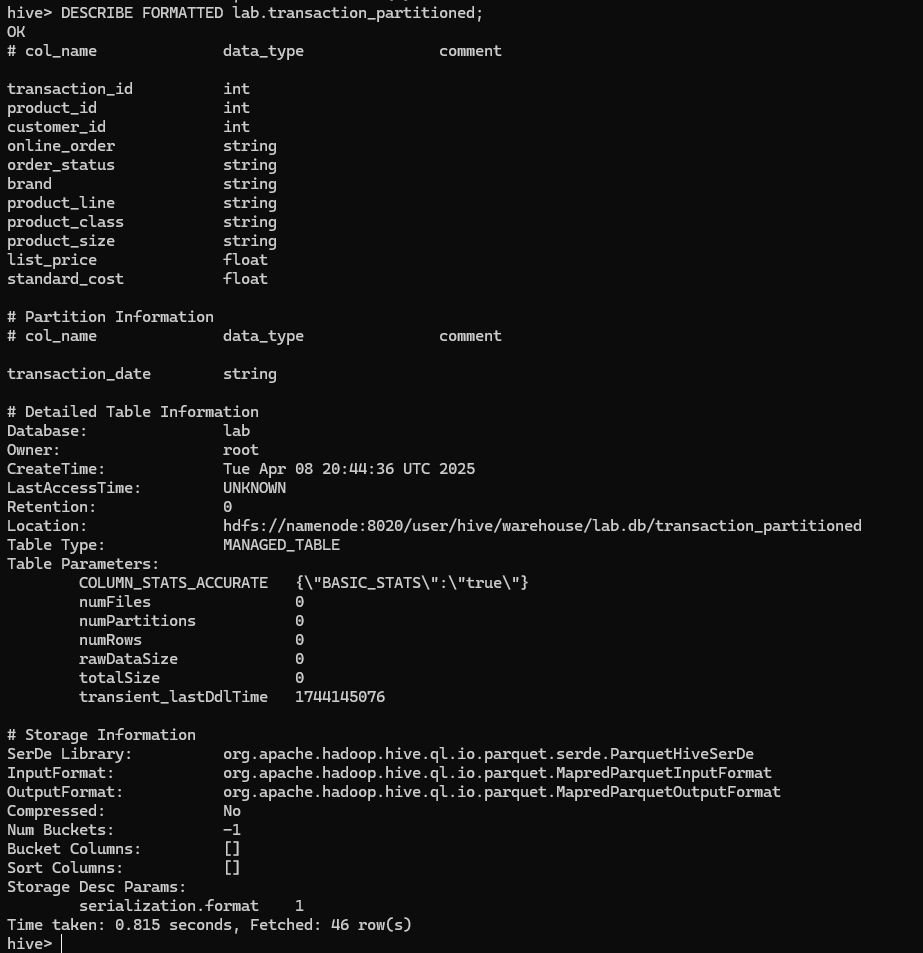 hive> DESCRIBE FORMATTED lab.transaction_partitioned;
OK
# col_name data_type comment
transaction_id int
product_id int
customer_id int
online_order string
order_status string
brand string
product_line string
product_class string
product_size string
list_price float
standard_cost float
# Partition Information
# col_name data_type comment
transaction_date string
# Detailed Table Information
Database: lab
Owner: root
CreateTime: Tue Apr 08 20:44:36 UTC 2025
LastAccessTime: UNKNOWN
Retention: 0
Location: hdfs://namenode:8020/user/hive/warehouse/lab.db/transaction_partitioned
Table Type: MANAGED_TABLE
Table Parameters:
COLUMN_STATS_ACCURATE {\"BASIC_STATS\":\"true\"}
numFiles 0
numPartitions 0
numRows 0
rawDataSize 0
totalSize 0
transient_lastDdlTime 1744145076
# Storage Information
SerDe Library: org.apache.hadoop.hive.ql.io.parquet.serde.ParquetHiveSerDe
InputFormat: org.apache.hadoop.hive.ql.io.parquet.MapredParquetInputFormat
OutputFormat: org.apache.hadoop.hive.ql.io.parquet.MapredParquetOutputFormat
Compressed: No
Num Buckets: -1
Bucket Columns: []
Sort Columns: []
Storage Desc Params:
serialization.format 1
Time taken: 0.815 seconds, Fetched: 46 row(s)
hive>